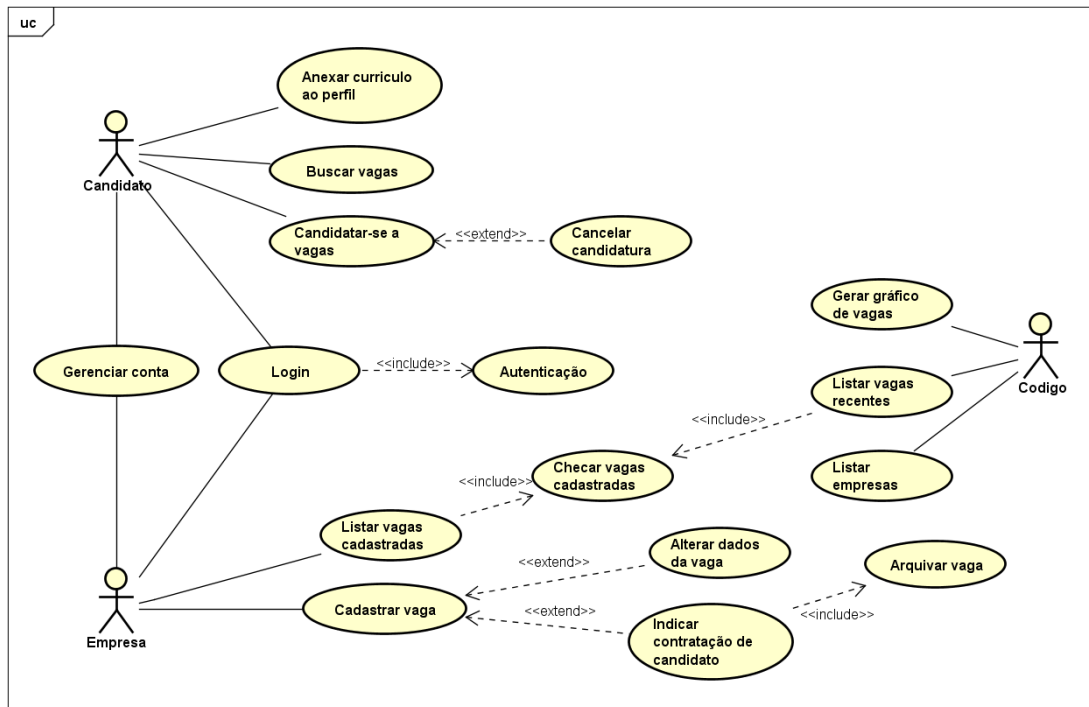 uc
Anexar curriculo
ao perfil
Candidato
Buscar vagas
Candidatar-se a
vagas
<<extend>>
Cancelar
candidatura
Gerar gráfico
de vagas
Gerenciar conta
Login
<<include>>
Autenticação
Listar vagas
recentes
Codigo
<<include>>
Checar vagas
cadastradas
Listar
empresas
<<include>>
Listar vagas
cadastradas
Alterar dados
da vaga
<<extend>>
Arquivar vaga
Empresa
Cadastrar vaga
<<extend>>
<<include>>
Indicar
contratação de
candidato